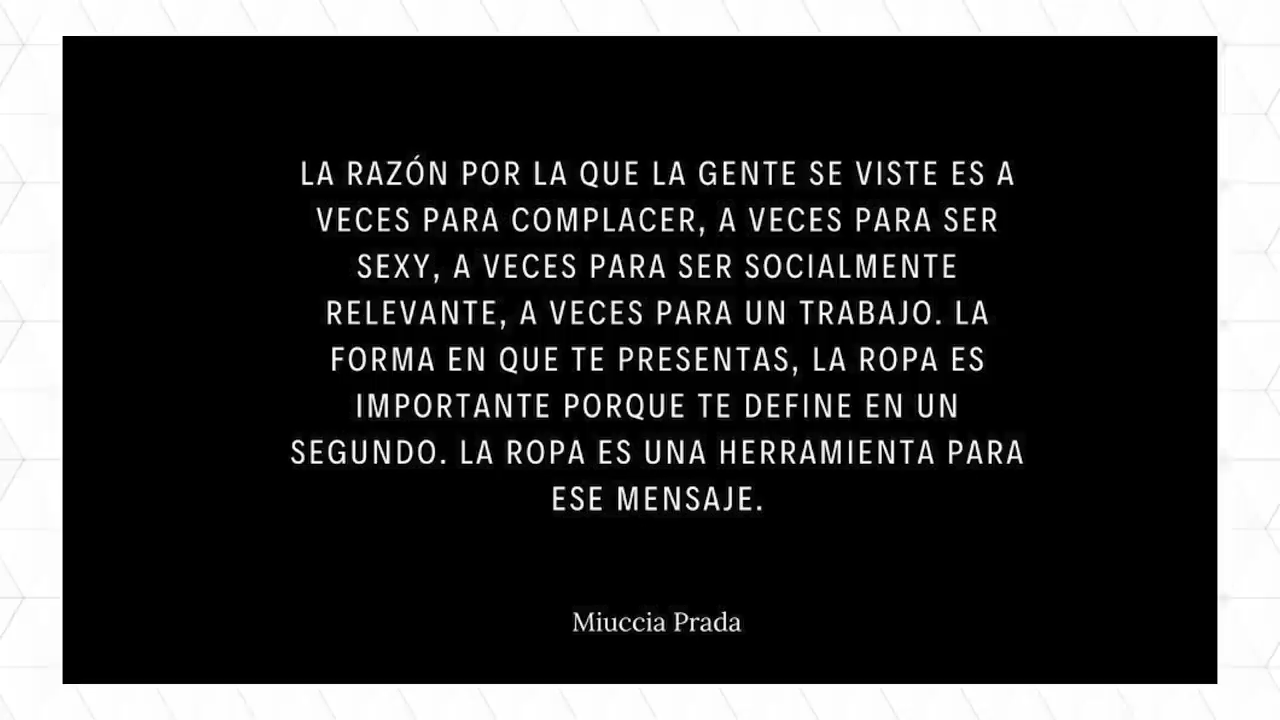 LA RAZÓN POR LA QUE LA GENTE SE VISTE ES A
VECES PARA COMPLACER, A VECES PARA SER
SEXY, A VECES PARA SER SOCIALMENTE
RELEVANTE, A VECES PARA UN TRABAJO. LA
FORMA EN QUE TE PRESENTAS, LA ROPA ES
IMPORTANTE PORQUE TE DEFINE EN UN
SEGUNDO. LA ROPA ES UNA HERRAMIENTA PARA
ESE MENSAJE.
Miuccia Prada